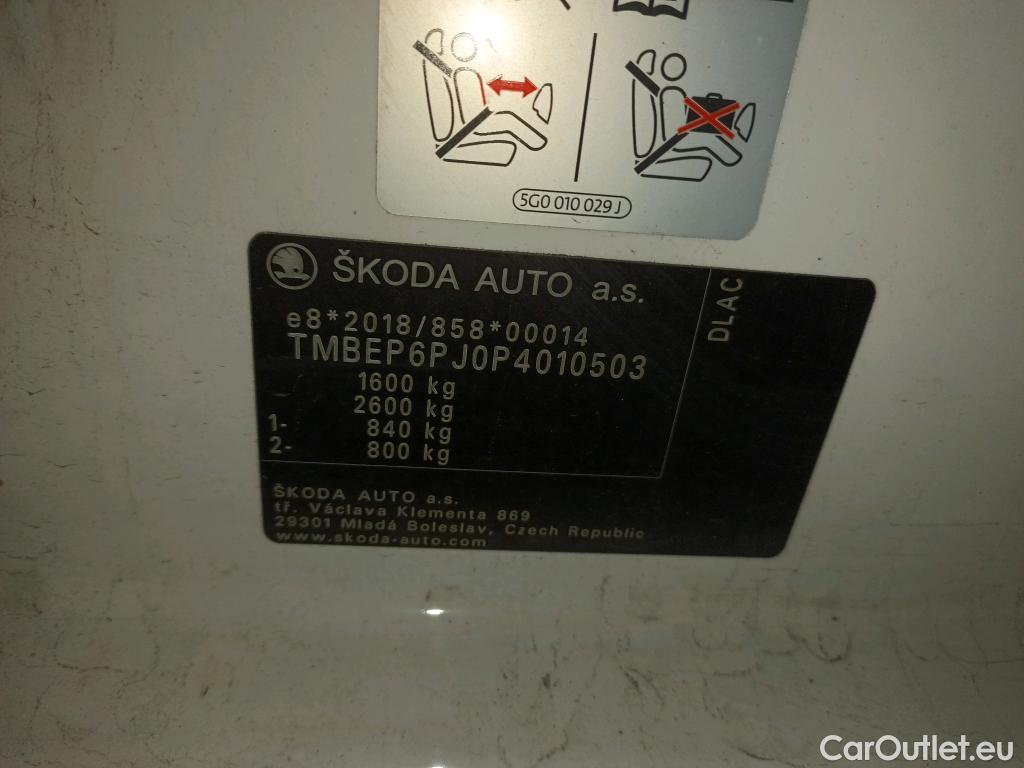 5G0 010 029 J
ŠKODA AUTO a.s.
e8*2018/858*00014
TMBEP6PJ0P4010503
1600 kg
2600 kg
1- 840 kg
2- 800 kg
DLAC
ŠKODA AUTO a.s.
tř. Václava Klementa 869
29301 Mladá Boleslav, Czech Republic
www.skoda-auto.com
CarOutlet.eu